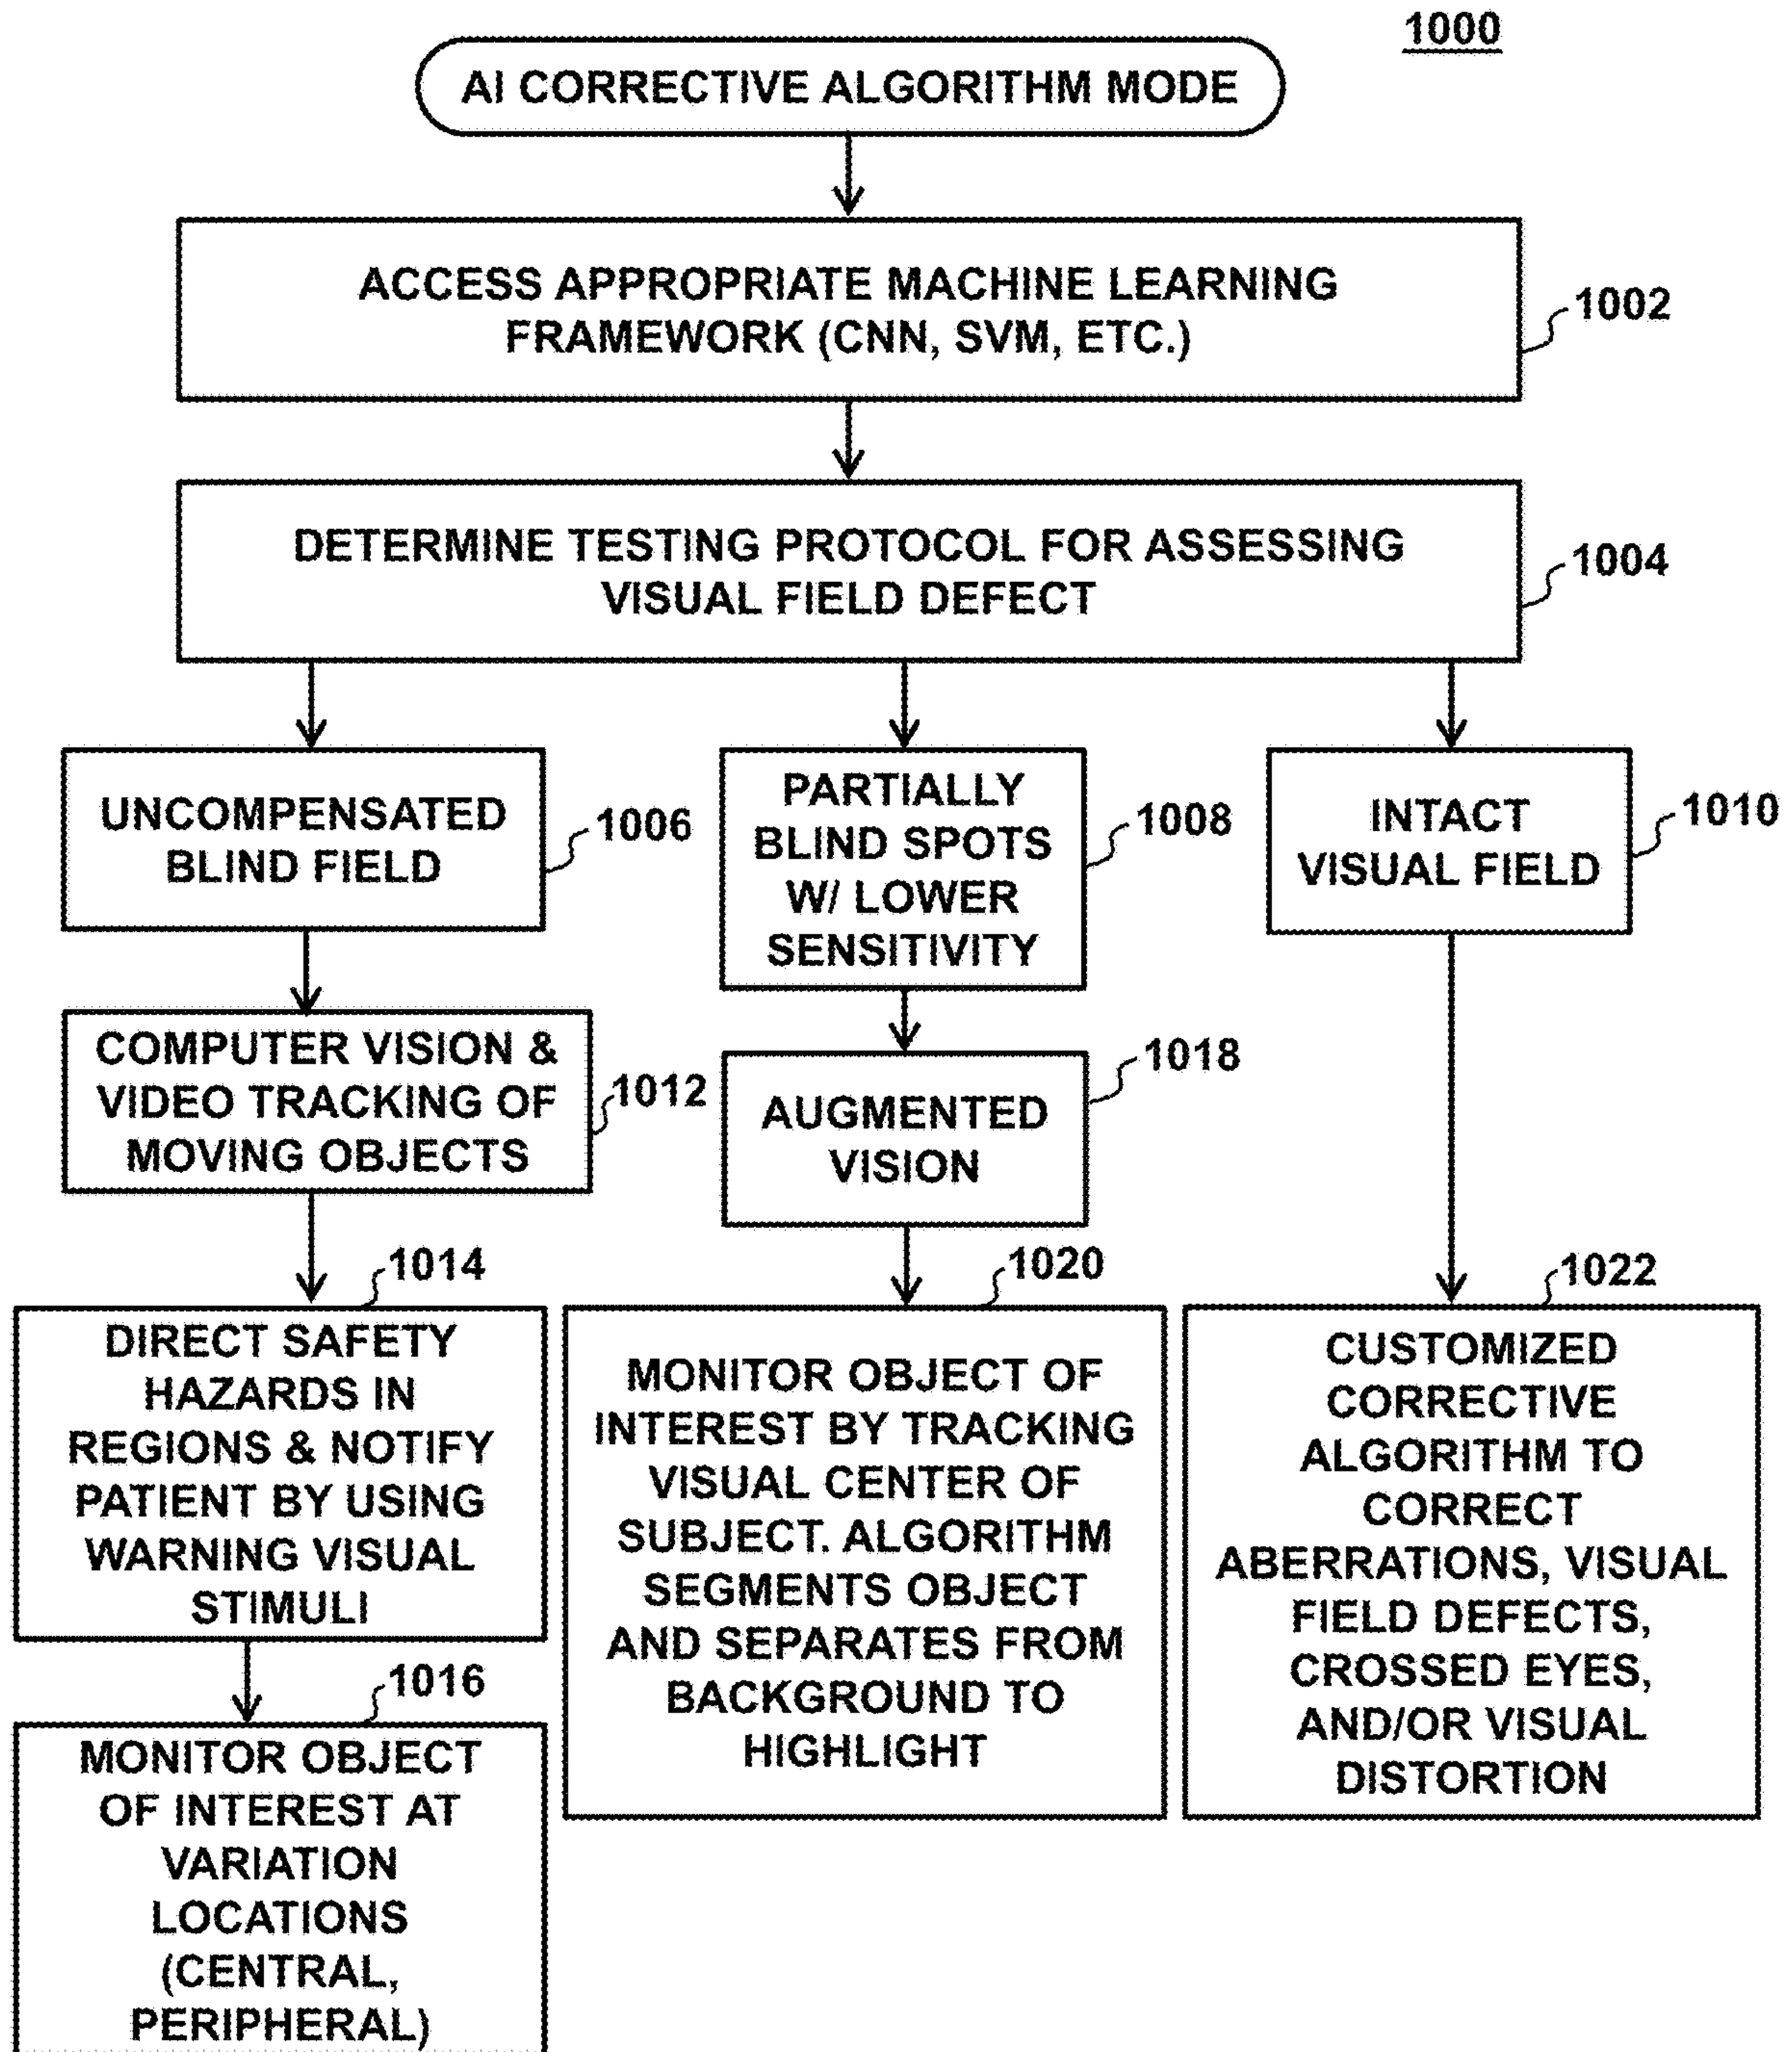 1000
AI CORRECTIVE ALGORITHM MODE
ACCESS APPROPRIATE MACHINE LEARNING
FRAMEWORK (CNN, SVM, ETC.)
1002
DETERMINE TESTING PROTOCOL FOR ASSESSING
VISUAL FIELD DEFECT
1004
UNCOMPENSATED
BLIND FIELD
1006
PARTIALLY
BLIND SPOTS
W/ LOWER
SENSITIVITY
1008
INTACT
VISUAL FIELD
1010
COMPUTER VISION &
VIDEO TRACKING OF
MOVING OBJECTS
1012
AUGMENTED
VISION
1018
1014
DIRECT SAFETY
HAZARDS IN
REGIONS & NOTIFY
PATIENT BY USING
WARNING VISUAL
STIMULI
1020
MONITOR OBJECT OF
INTEREST BY TRACKING
VISUAL CENTER OF
SUBJECT. ALGORITHM
SEGMENTS OBJECT
AND SEPARATES FROM
BACKGROUND TO
HIGHLIGHT
1022
CUSTOMIZED
CORRECTIVE
ALGORITHM TO
CORRECT
ABERRATIONS, VISUAL
FIELD DEFECTS,
CROSSED EYES,
AND/OR VISUAL
DISTORTION
1016
MONITOR OBJECT
OF INTEREST AT
VARIATION
LOCATIONS
(CENTRAL,
PERIPHERAL)